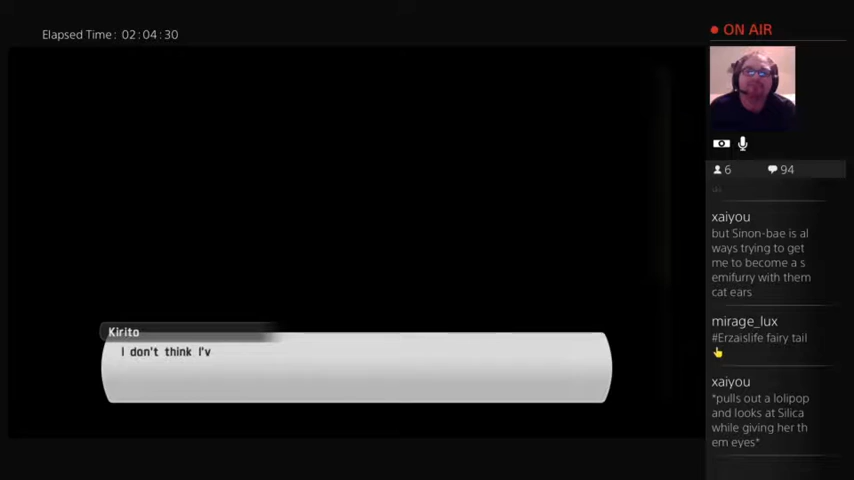 Elapsed Time: 02:04:30
ON AIR
6 94
xaiyou
but Sinon-bae is al
ways trying to get
me to become a s
emifurry with them
cat ears
mirage_lux
#Erzaislife fairy tail
xaiyou
*pulls out a lolipop
and looks at Silica
while giving her th
em eyes*
Kirito
I don't think I'v